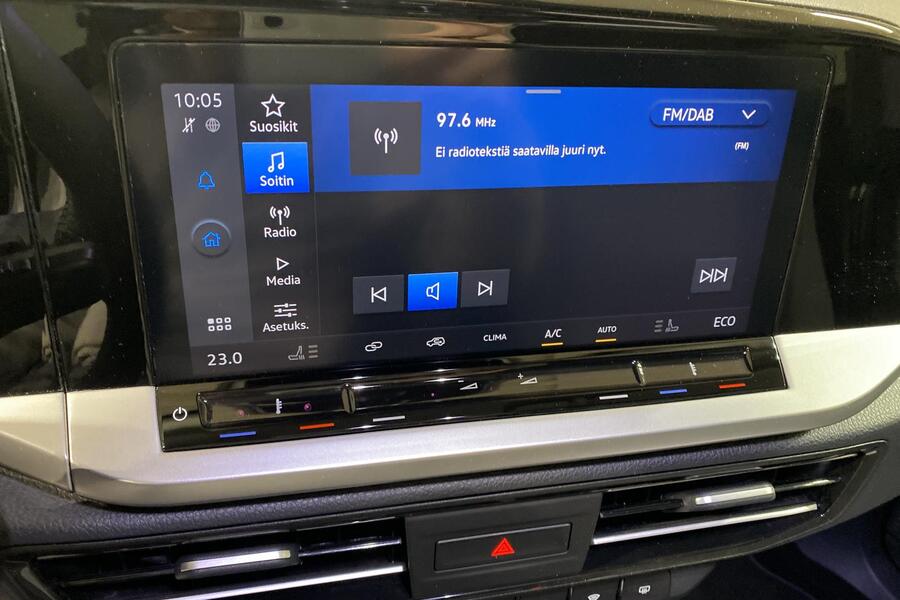 10:05
Suosikit
Soitin
Radio
Media
Asetuks.
97.6 MHz
Ei radiotekstiä saatavilla juuri nyt.
FM/DAB
(FM)
23.0
CLIMA
A/C
AUTO
ECO